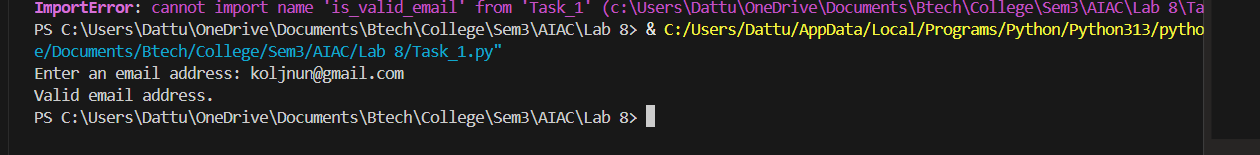 ImportError: cannot import name 'is_valid_email' from 'Task_1' (c:\Users\Dattu\OneDrive\Documents\Btech\College\Sem3\AIAC\Lab 8\Ta
PS C:\Users\Dattu\OneDrive\Documents\Btech\College\Sem3\AIAC\Lab 8> & C:/Users/Dattu/AppData/Local/Programs/Python/Python313/pytho
e/Documents/Btech/College/Sem3/AIAC/Lab 8/Task_1.py"
Enter an email address: koljnun@gmail.com
Valid email address.
PS C:\Users\Dattu\OneDrive\Documents\Btech\College\Sem3\AIAC\Lab 8>